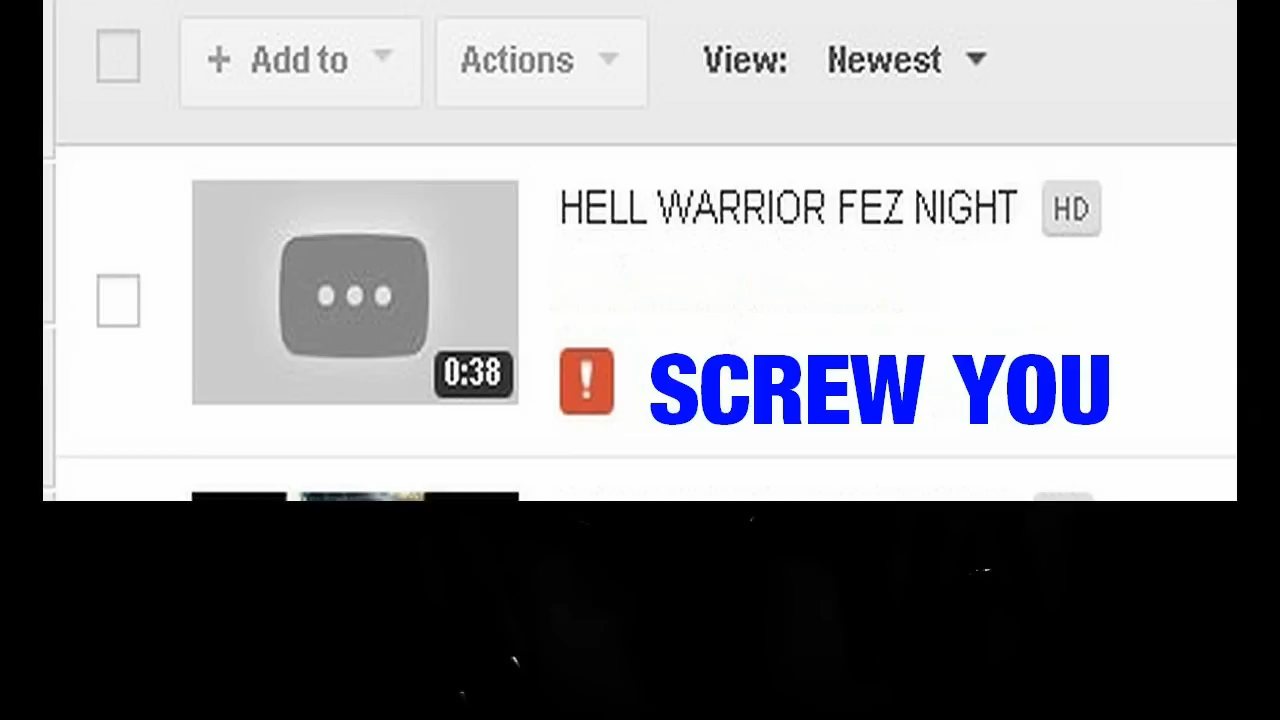 + Add to
Actions
View:
Newest
HELL WARRIOR FEZ NIGHT
HD
0:38
! SCREW YOU